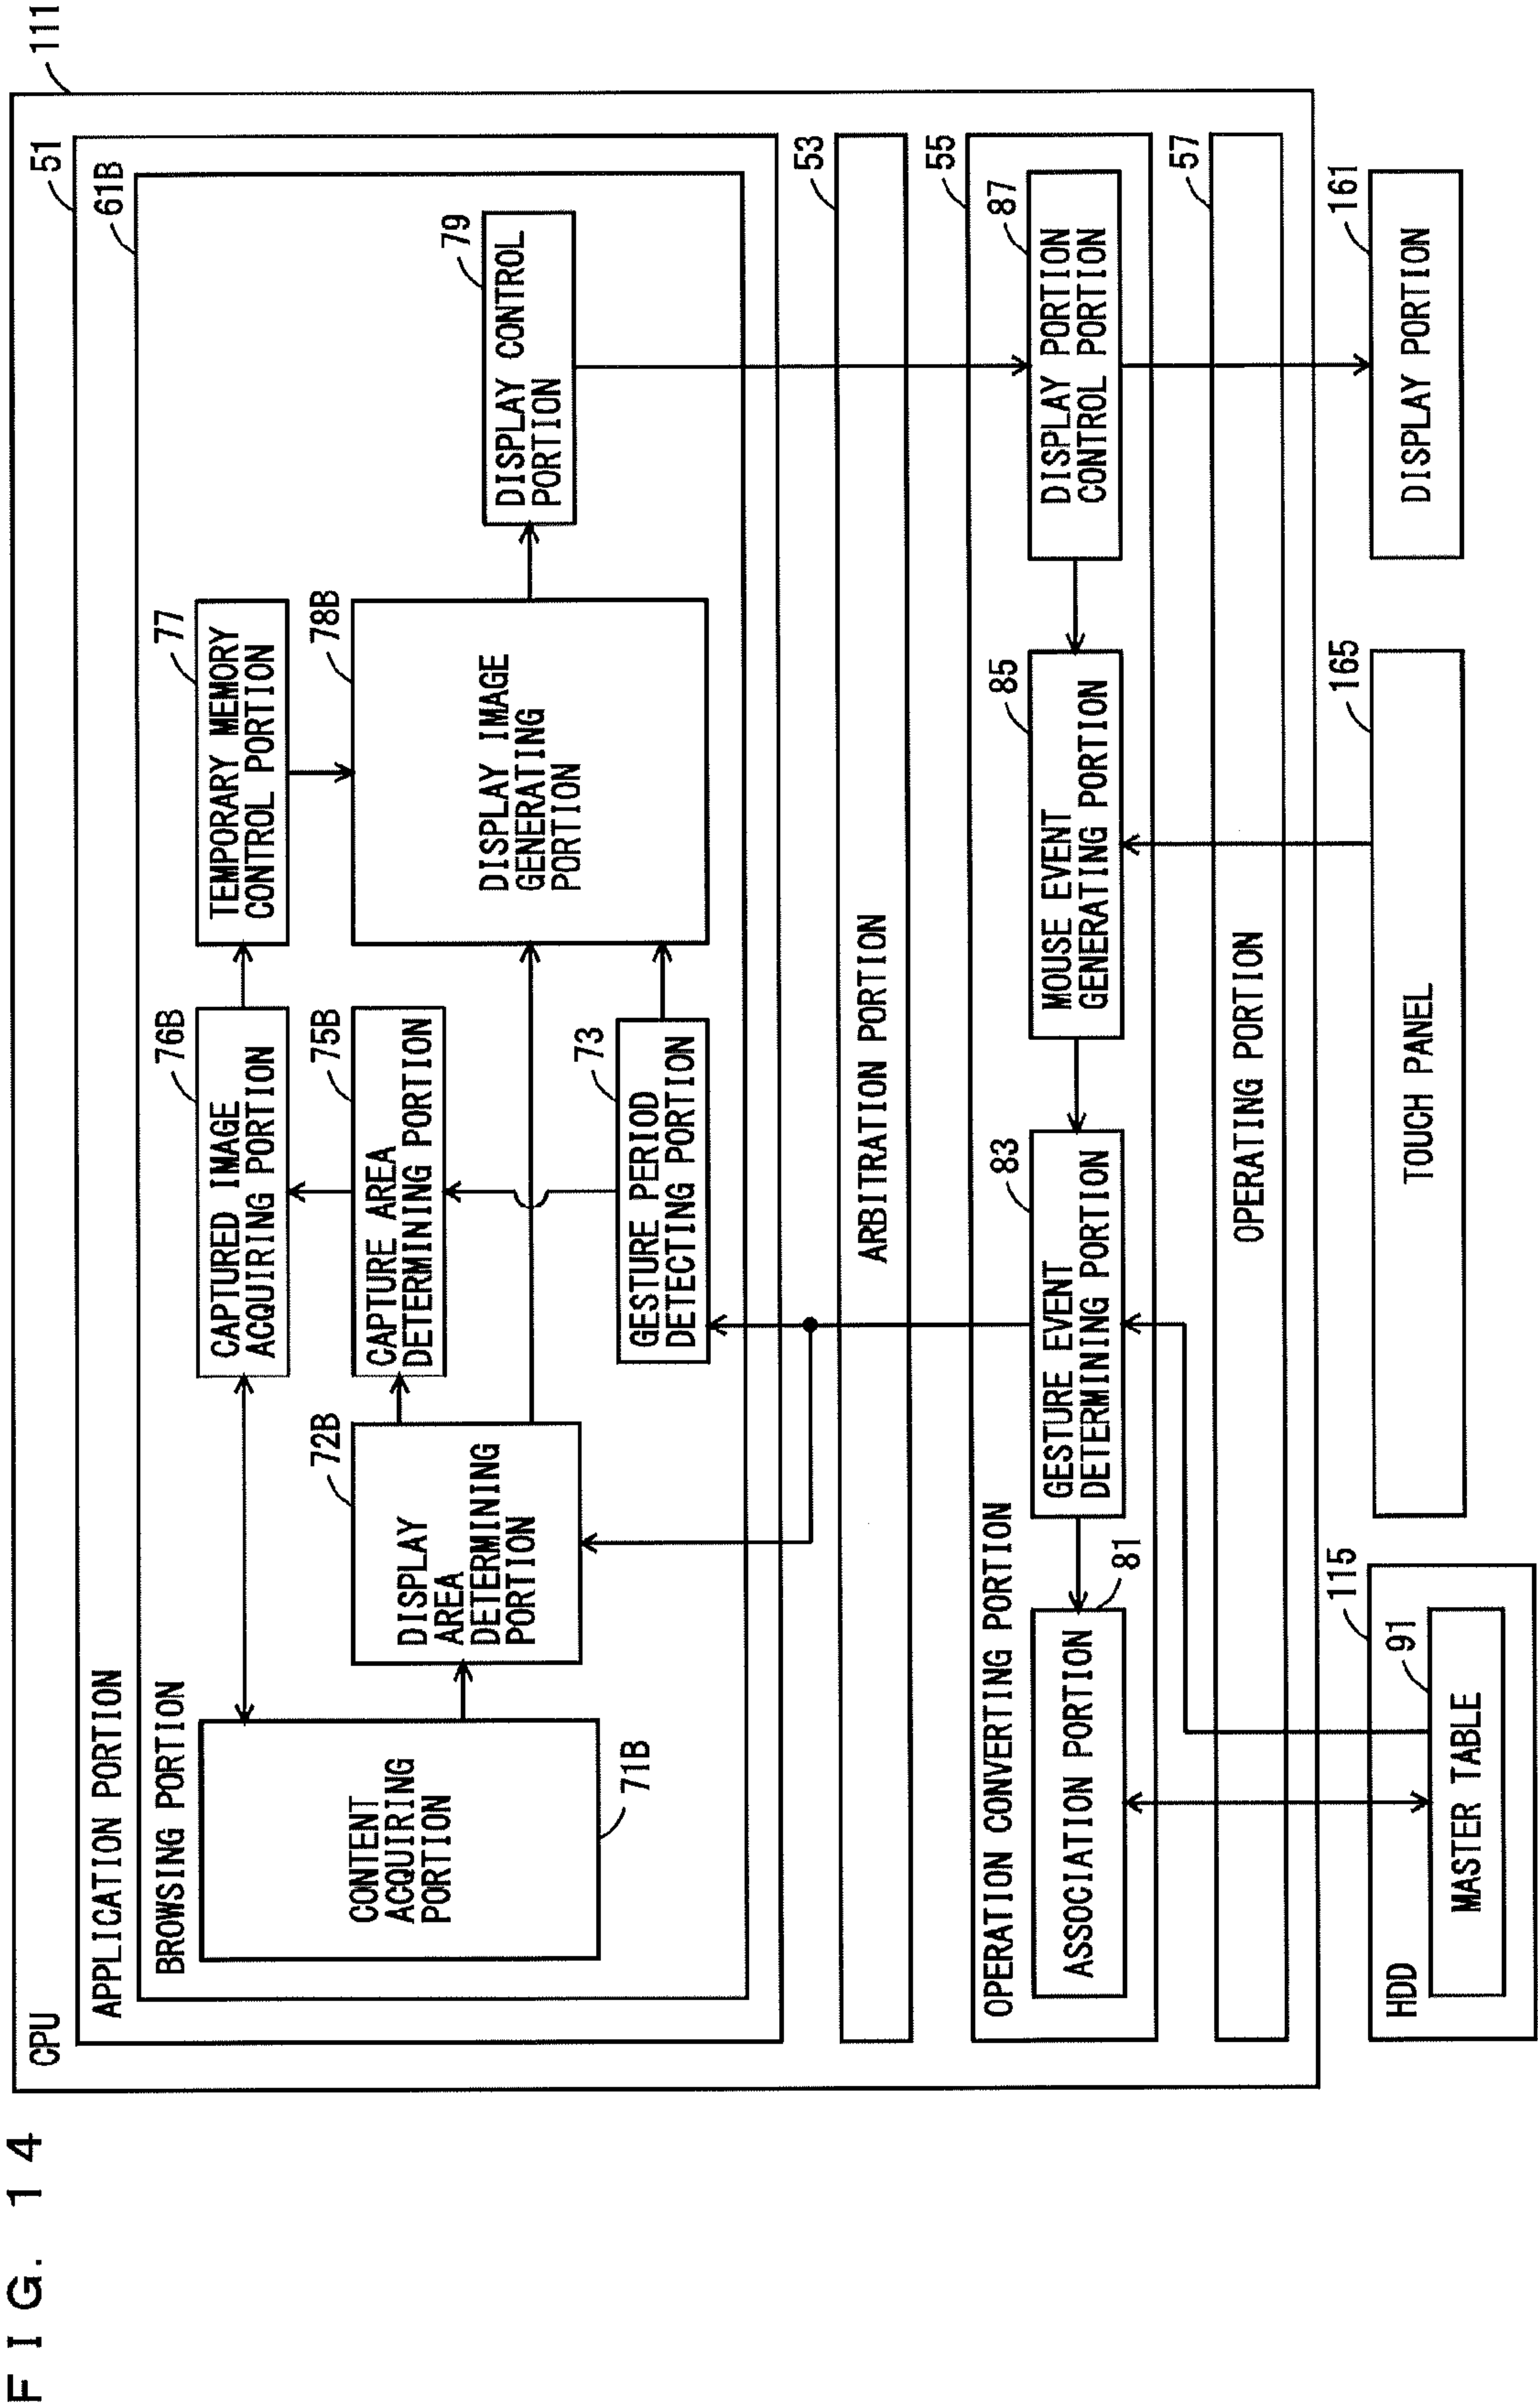 FIG. 14
CPU
111
APPLICATION PORTION
51
BROWSING PORTION
61B
CAPTURED IMAGE
ACQUIRING PORTION
76B
TEMPORARY MEMORY
CONTROL PORTION
77
CONTENT
ACQUIRING
PORTION
71B
DISPLAY
AREA
DETERMINING
PORTION
72B
CAPTURE AREA
DETERMINING PORTION
75B
DISPLAY IMAGE
GENERATING
PORTION
78B
DISPLAY CONTROL
PORTION
79
GESTURE PERIOD
DETECTING PORTION
73
ARBITRATION PORTION
53
OPERATION CONVERTING PORTION
55
ASSOCIATION PORTION
81
GESTURE EVENT
DETERMINING PORTION
83
MOUSE EVENT
GENERATING PORTION
85
DISPLAY PORTION
CONTROL PORTION
87
OPERATING PORTION
57
HDD
115
MASTER TABLE
91
TOUCH PANEL
165
DISPLAY PORTION
161